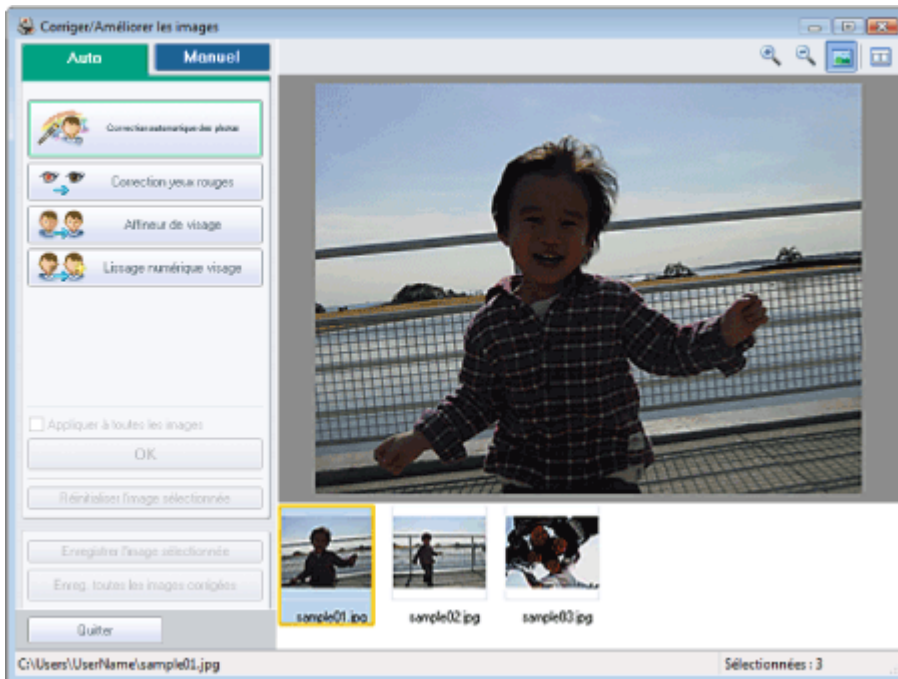 Corriger/Améliorer les images
Auto
Manuel
Correction automatique des photos
Correction yeux rouges
Affineur de visage
Lissage numérique visage
Appliquer à toutes les images
OK
Réinitialiser l'image sélectionnée
Enregistrer l'image sélectionnée
Enreg. toutes les images corrigées
Quitter
sample01.jpg
sample02.jpg
sample03.jpg
C:\Users\UserName\sample01.jpg
Sélectionnées : 3